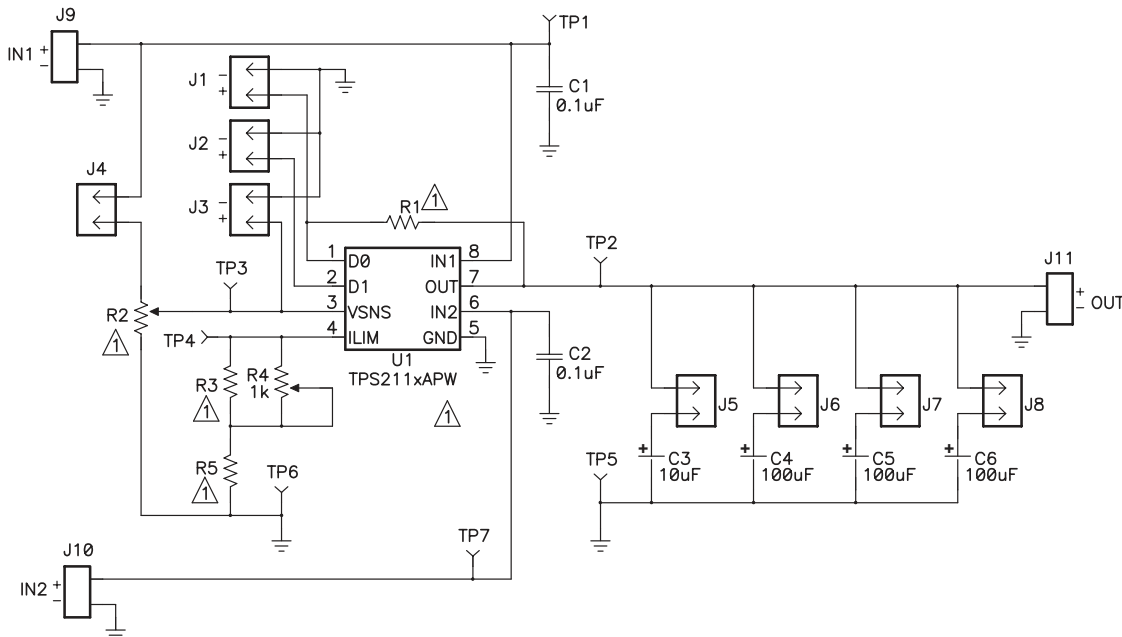 J9
TP1
IN1 +
-
J1 -
+
C1
0.1uF
J2 -
+
J4
J3 -
+
R1 1
TP3
1 D0 IN1 8
2 D1 OUT 7
3 VSNS IN2 6
4 ILIM GND 5
U1
TPS211xAPW
1
TP2
J11
+
- OUT
R2
1
TP4
C2
0.1uF
R3
1
R4
1k
R5
1
TP6
J5
J6
J7
J8
TP5
+ C3
10uF
+ C4
100uF
+ C5
100uF
+ C6
100uF
TP7
J10
IN2 +
-